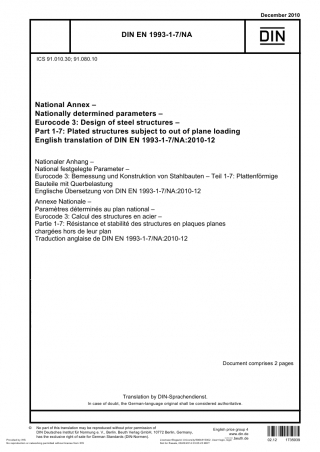 December 2010
DIN EN 1993-1-7/NA
DIN
ICS 91.010.30; 91.080.10
National Annex –
Nationally determined parameters –
Eurocode 3: Design of steel structures –
Part 1-7: Plated structures subject to out of plane loading
English translation of DIN EN 1993-1-7/NA:2010-12
Nationaler Anhang –
National festgelegte Parameter –
Eurocode 3: Bemessung und Konstruktion von Stahlbauten – Teil 1-7: Plattenförmige
Bauteile mit Querbelastung
Englische Übersetzung von DIN EN 1993-1-7/NA:2010-12
Annexe Nationale –
Paramètres déterminés au plan national –
Eurocode 3: Calcul des structures en acier –
Partie 1-7: Résistance et stabilité des structures en plaques planes
chargées hors de leur plan
Traduction anglaise de DIN EN 1993-1-7/NA:2010-12
Document comprises 2 pages
Translation by DIN-Sprachendienst.
In case of doubt, the German-language original shall be considered authoritative.
© No part of this translation may be reproduced without prior permission of
DIN Deutsches Institut für Normung e. V., Berlin. Beuth Verlag GmbH, 10772 Berlin, Germany,
has the exclusive right of sale for German Standards (DIN-Normen).
English price group 4
www.din.de
www.beuth.de
02.12